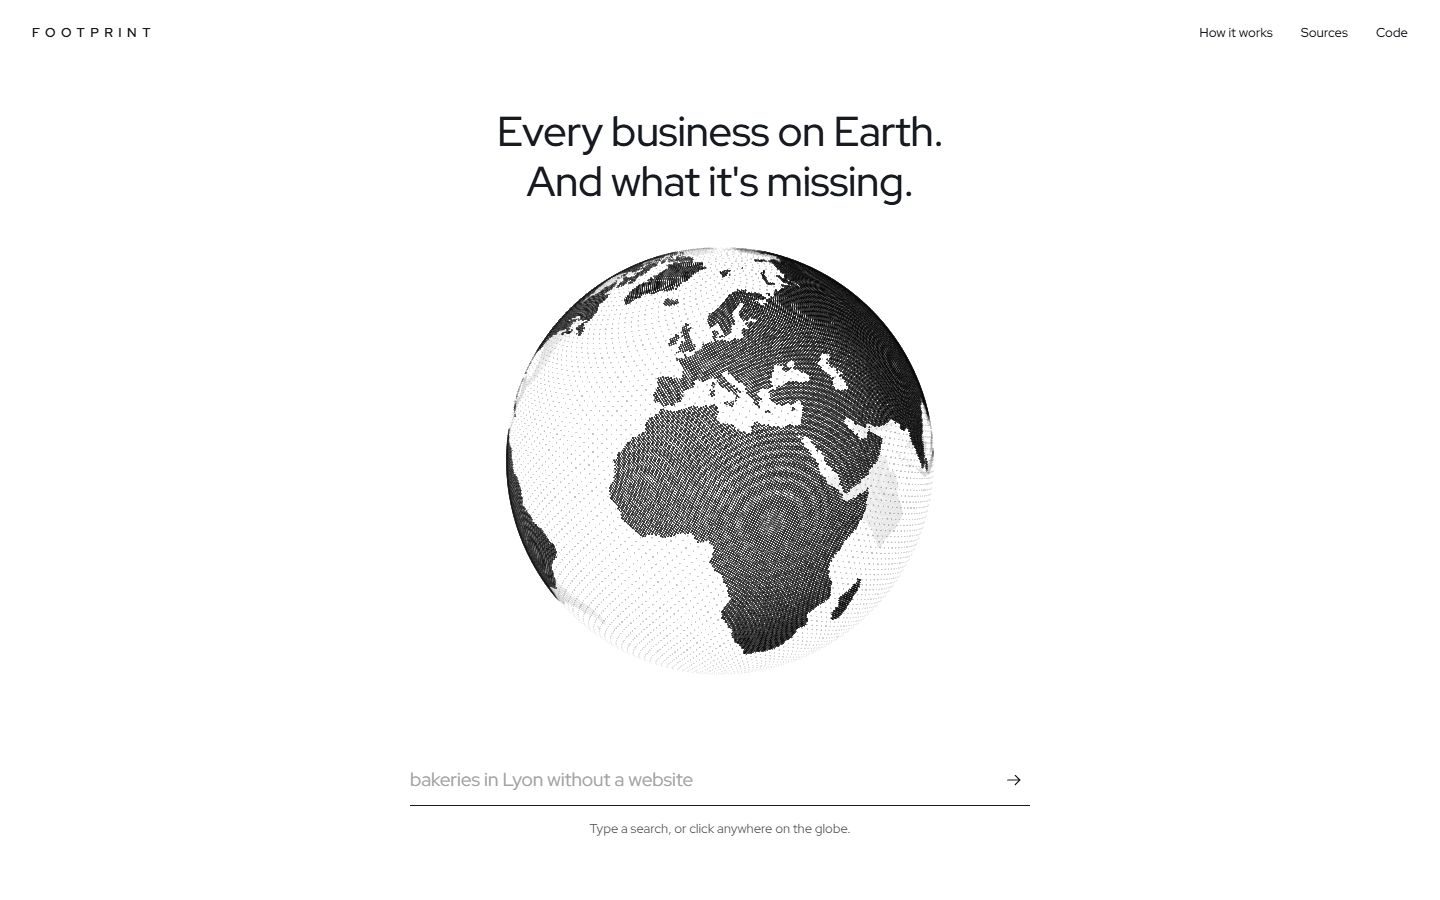 FOOTPRINT
How it works
Sources
Code
Every business on Earth.
And what it's missing.
bakeries in Lyon without a website
Type a search, or click anywhere on the globe.